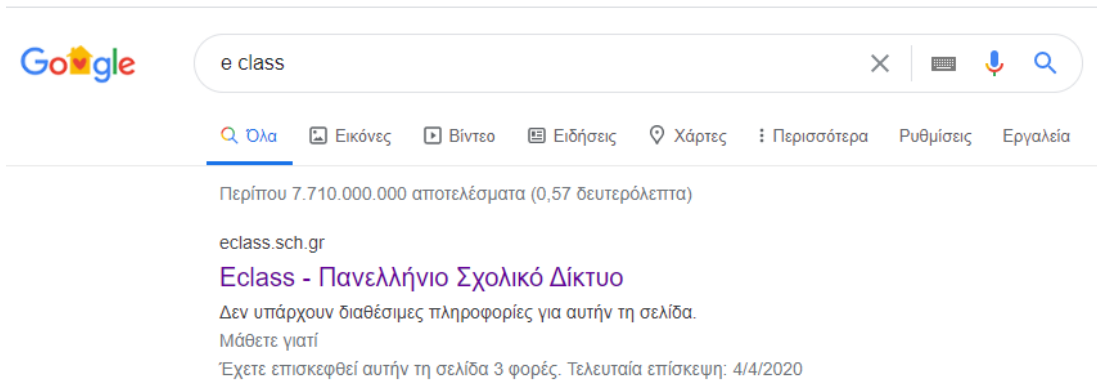 Google
e class
Όλα Εικόνες Βίντεο Ειδήσεις Χάρτες Περισσότερα Ρυθμίσεις Εργαλεία
Περίπου 7.710.000.000 αποτελέσματα (0,57 δευτερόλεπτα)
eclass.sch.gr
Eclass - Πανελλήνιο Σχολικό Δίκτυο
Δεν υπάρχουν διαθέσιμες πληροφορίες για αυτήν τη σελίδα.
Μάθετε γιατί
Έχετε επισκεφθεί αυτήν τη σελίδα 3 φορές. Τελευταία επίσκεψη: 4/4/2020